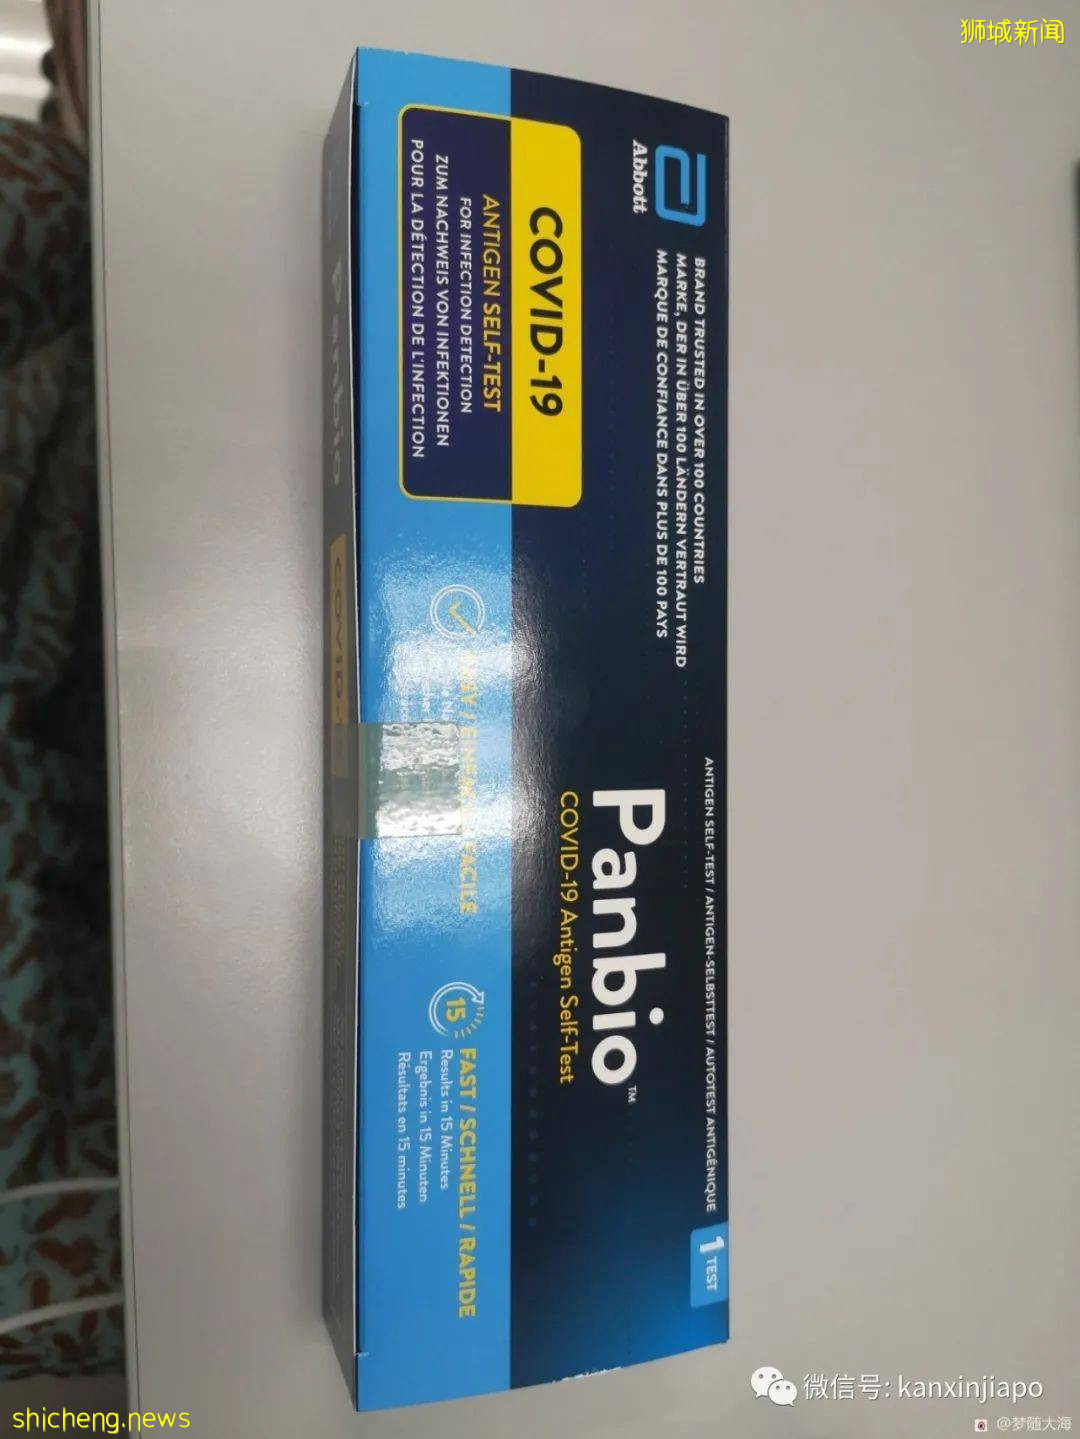 狮城新闻
Abbott
BRAND TRUSTED IN OVER 100 COUNTRIES
MARKE, DER IN ÜBER 100 LÄNDERN VERTRAUT WIRD
MARQUE DE CONFIANCE DANS PLUS DE 100 PAYS
ANTIGEN SELF-TEST / ANTIGEN-SELBSTTEST / AUTOTEST ANTIGÉNIQUE
1 TEST
Panbio™
COVID-19 Antigen Self-Test
COVID-19
ANTIGEN SELF-TEST
FOR INFECTION DETECTION
ZUM NACHWEIS VON INFEKTIONEN
POUR LA DÉTECTION DE L'INFECTION
FACILE
15
FAST / SCHNELL / RAPIDE
Results in 15 Minutes
Ergebnis in 15 Minuten
Résultats en 15 minutes
Panbio
COVID
微信号: kanxinjiapo
@梦随大海
shicheng.news